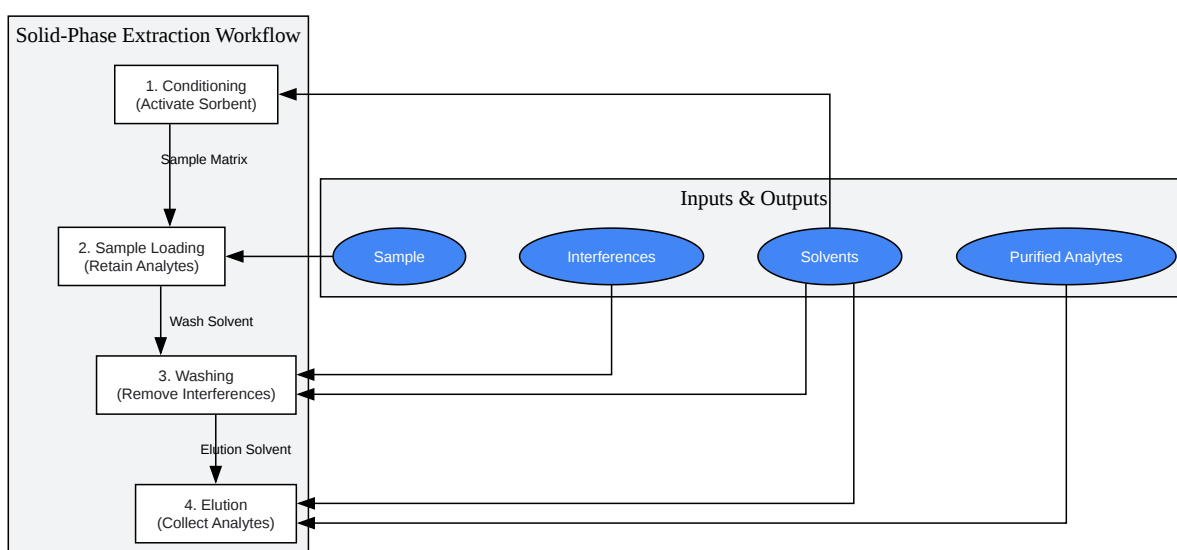 Solid-Phase Extraction Workflow
1. Conditioning
(Activate Sorbent)
Sample Matrix
Inputs & Outputs
2. Sample Loading
(Retain Analytes)
Sample
Interferences
Solvents
Purified Analytes
Wash Solvent
3. Washing
(Remove Interferences)
Elution Solvent
4. Elution
(Collect Analytes)